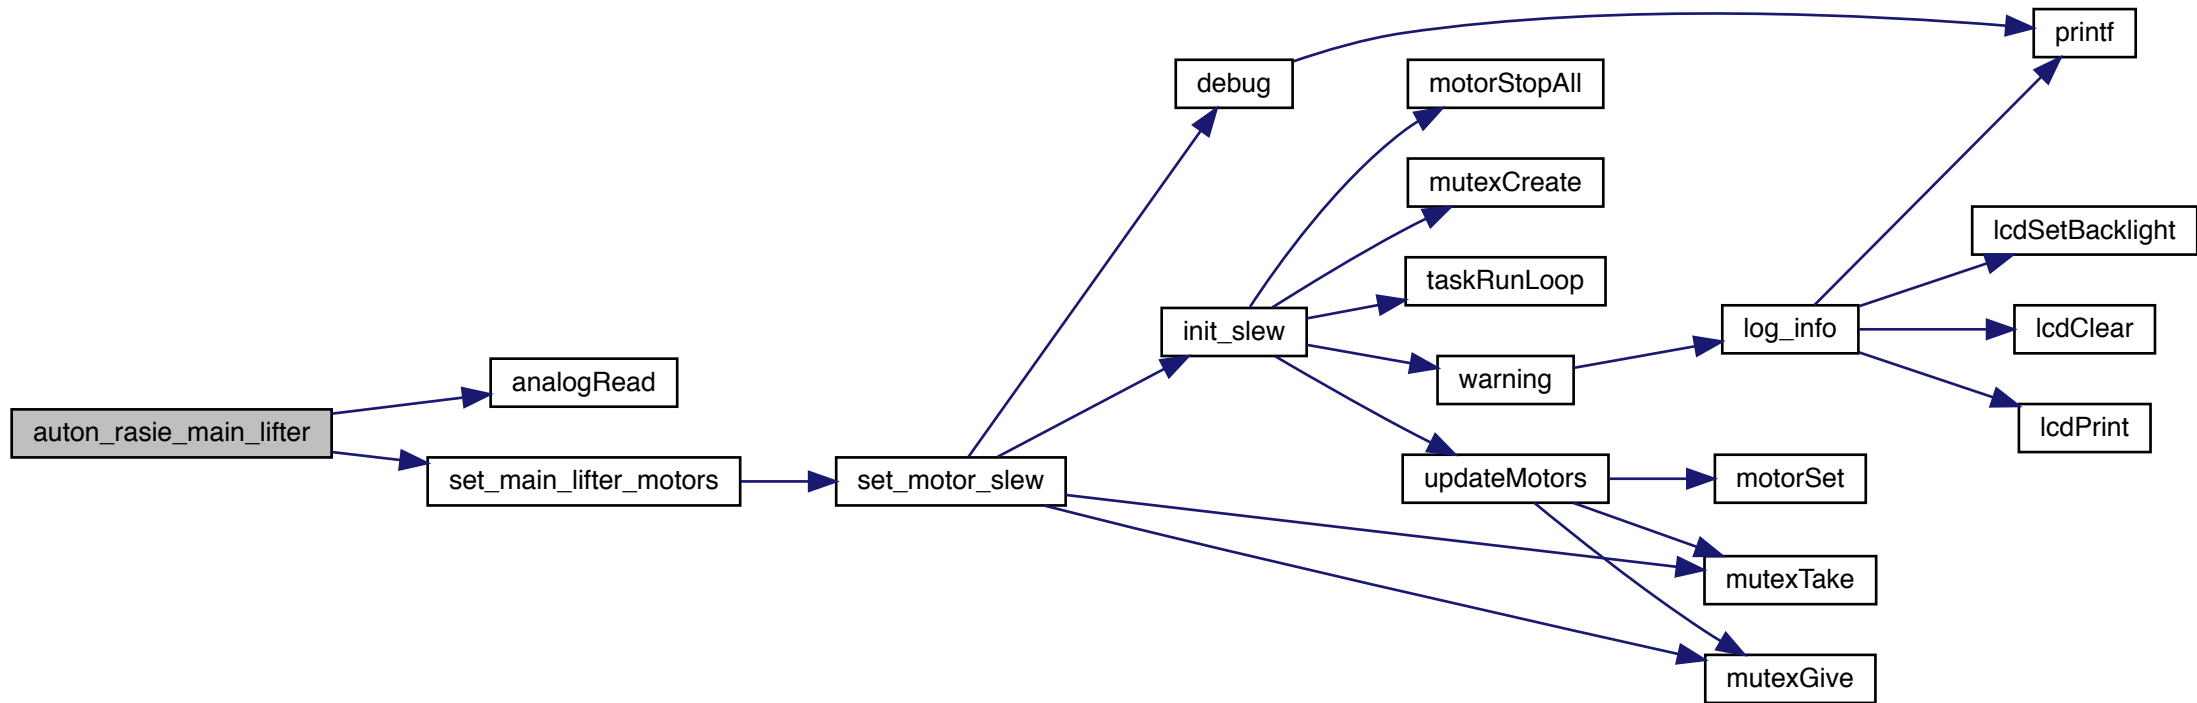 printf
debug
motorStopAll
mutexCreate
lcdSetBacklight
taskRunLoop
init_slew
log_info
lcdClear
analogRead
warning
auton_rasie_main_lifter
lcdPrint
set_main_lifter_motors
set_motor_slew
updateMotors
motorSet
mutexTake
mutexGive